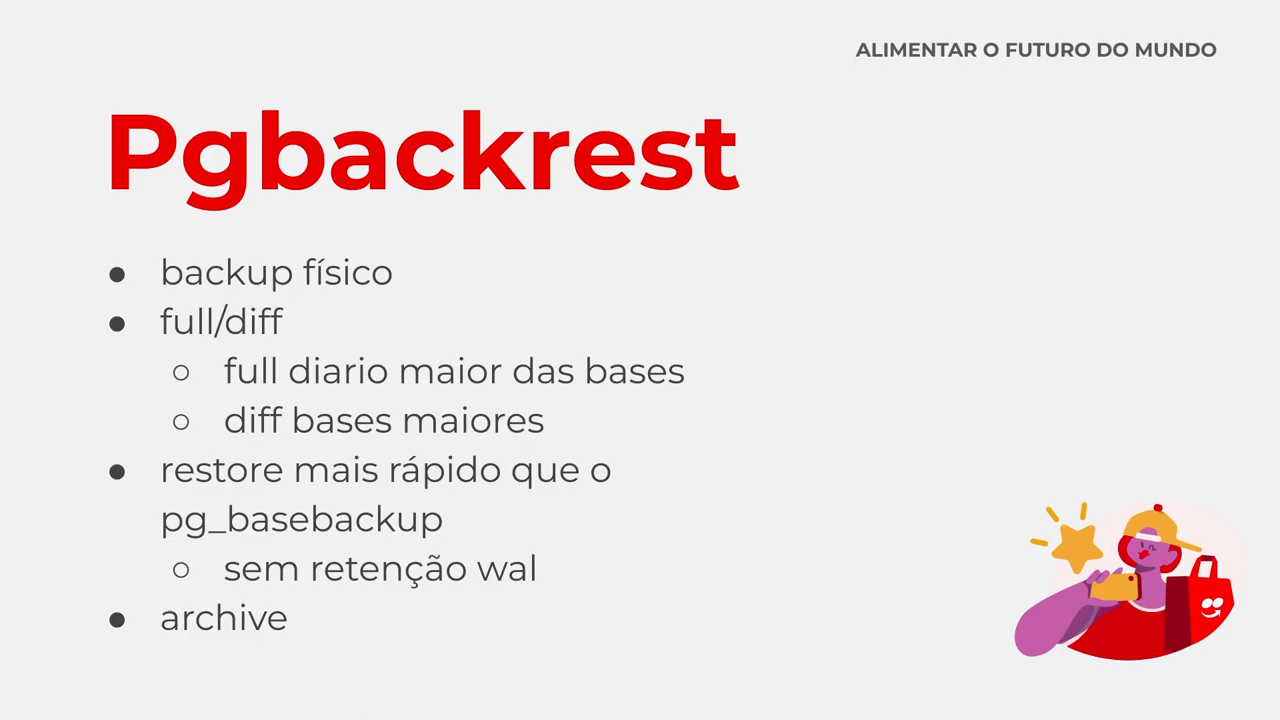 ALIMENTAR O FUTURO DO MUNDO
Pgbackrest
● backup físico
● full/diff
○ full diario maior das bases
○ diff bases maiores
● restore mais rápido que o
pg_basebackup
○ sem retenção wal
● archive